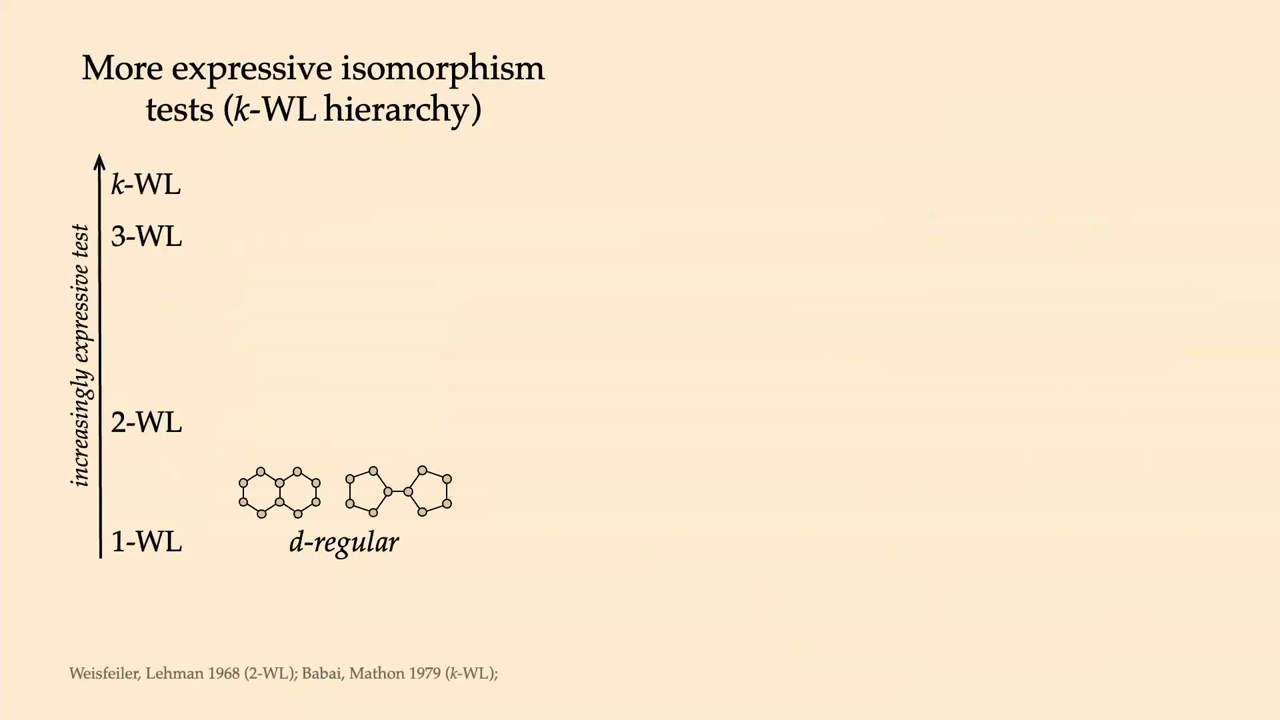 More expressive isomorphism
tests (k-WL hierarchy)
k-WL
3-WL
increasingly expressive test
2-WL
1-WL
d-regular
Weisfeiler, Lehman 1968 (2-WL); Babai, Mathon 1979 (k-WL);